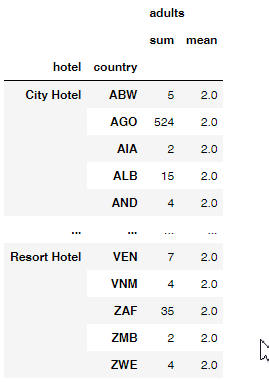 adults
sum mean
hotel country
City Hotel ABW 5 2.0
AGO 524 2.0
AIA 2 2.0
ALB 15 2.0
AND 4 2.0
... ... ... ...
Resort Hotel VEN 7 2.0
VNM 4 2.0
ZAF 35 2.0
ZMB 2 2.0
ZWE 4 2.0